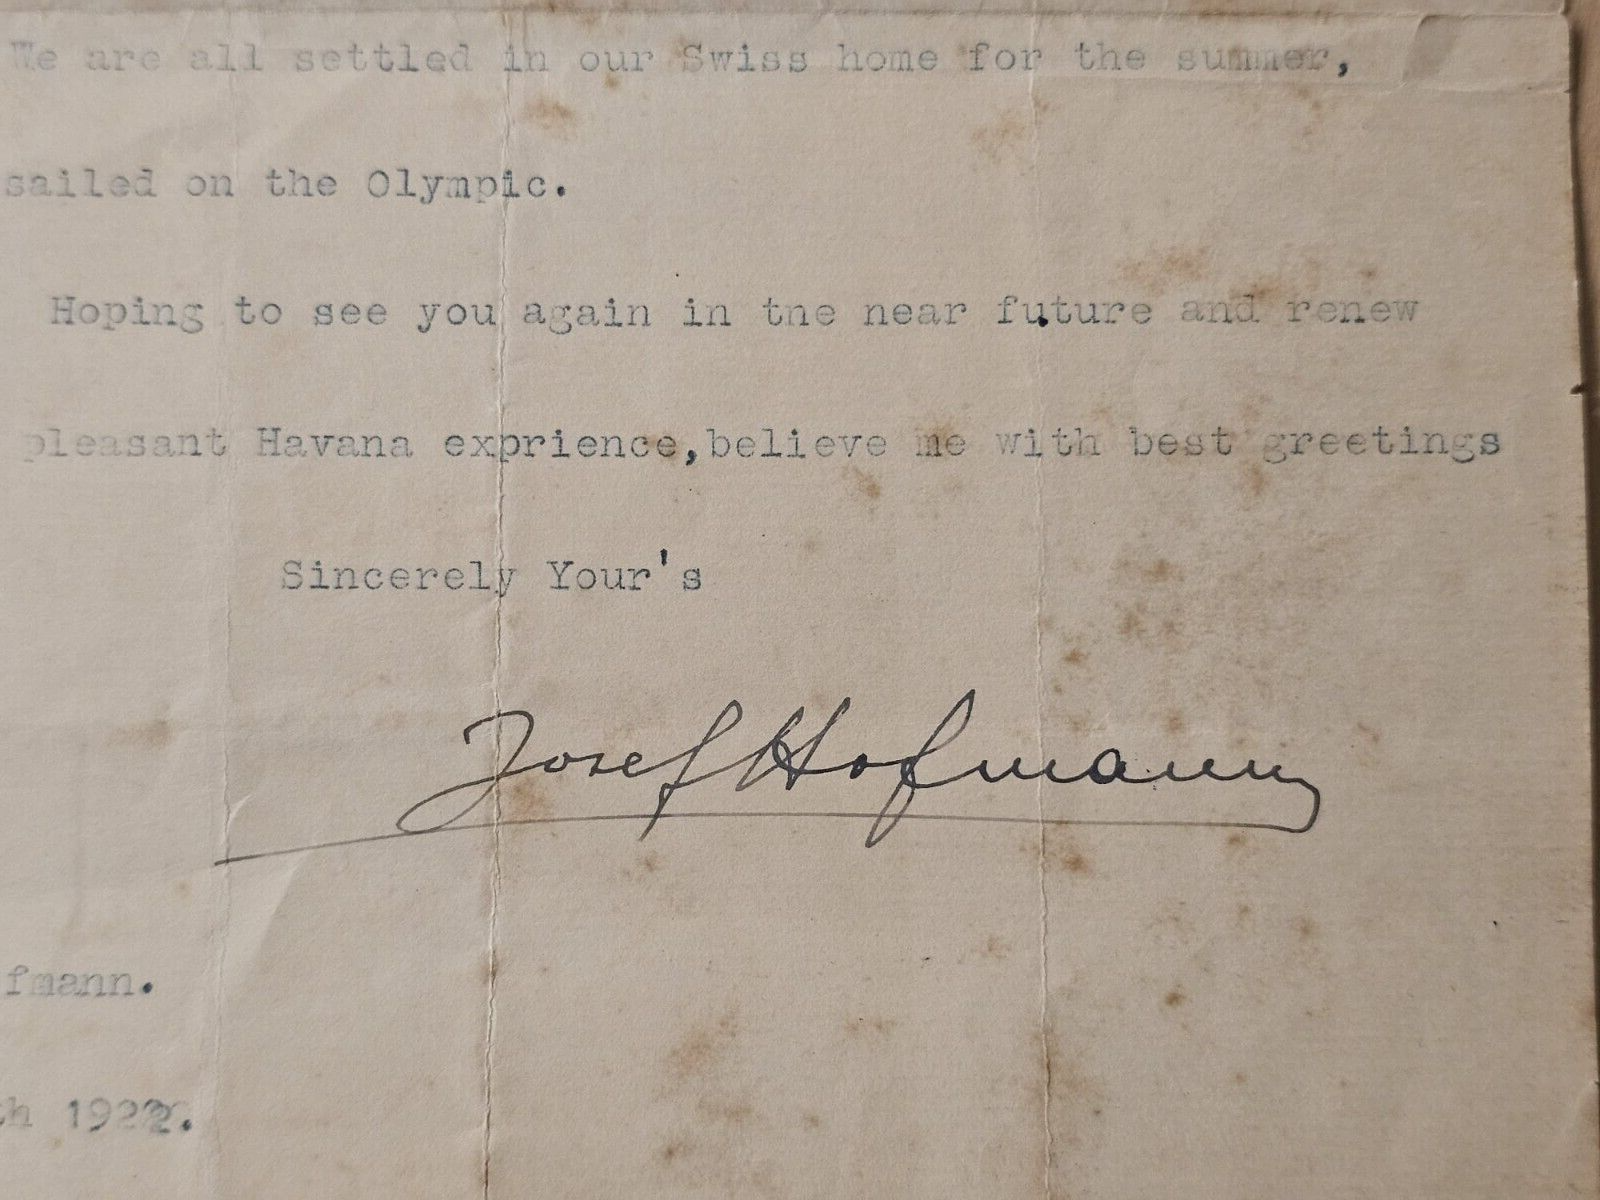 We are all settled in our Swiss home for the summer,
sailed on the Olympic.
Hoping to see you again in tne near future and renew
pleasant Havana exprience,believe me with best greetings
Sincerely Your's
Josef Hofmann
fmann.
th 1922.